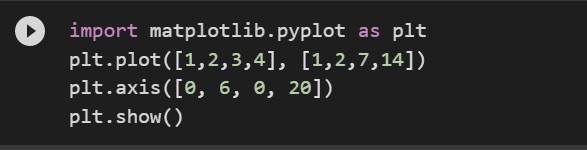 import matplotlib.pyplot as plt
plt.plot([1,2,3,4], [1,2,7,14])
plt.axis([0, 6, 0, 20])
plt.show()